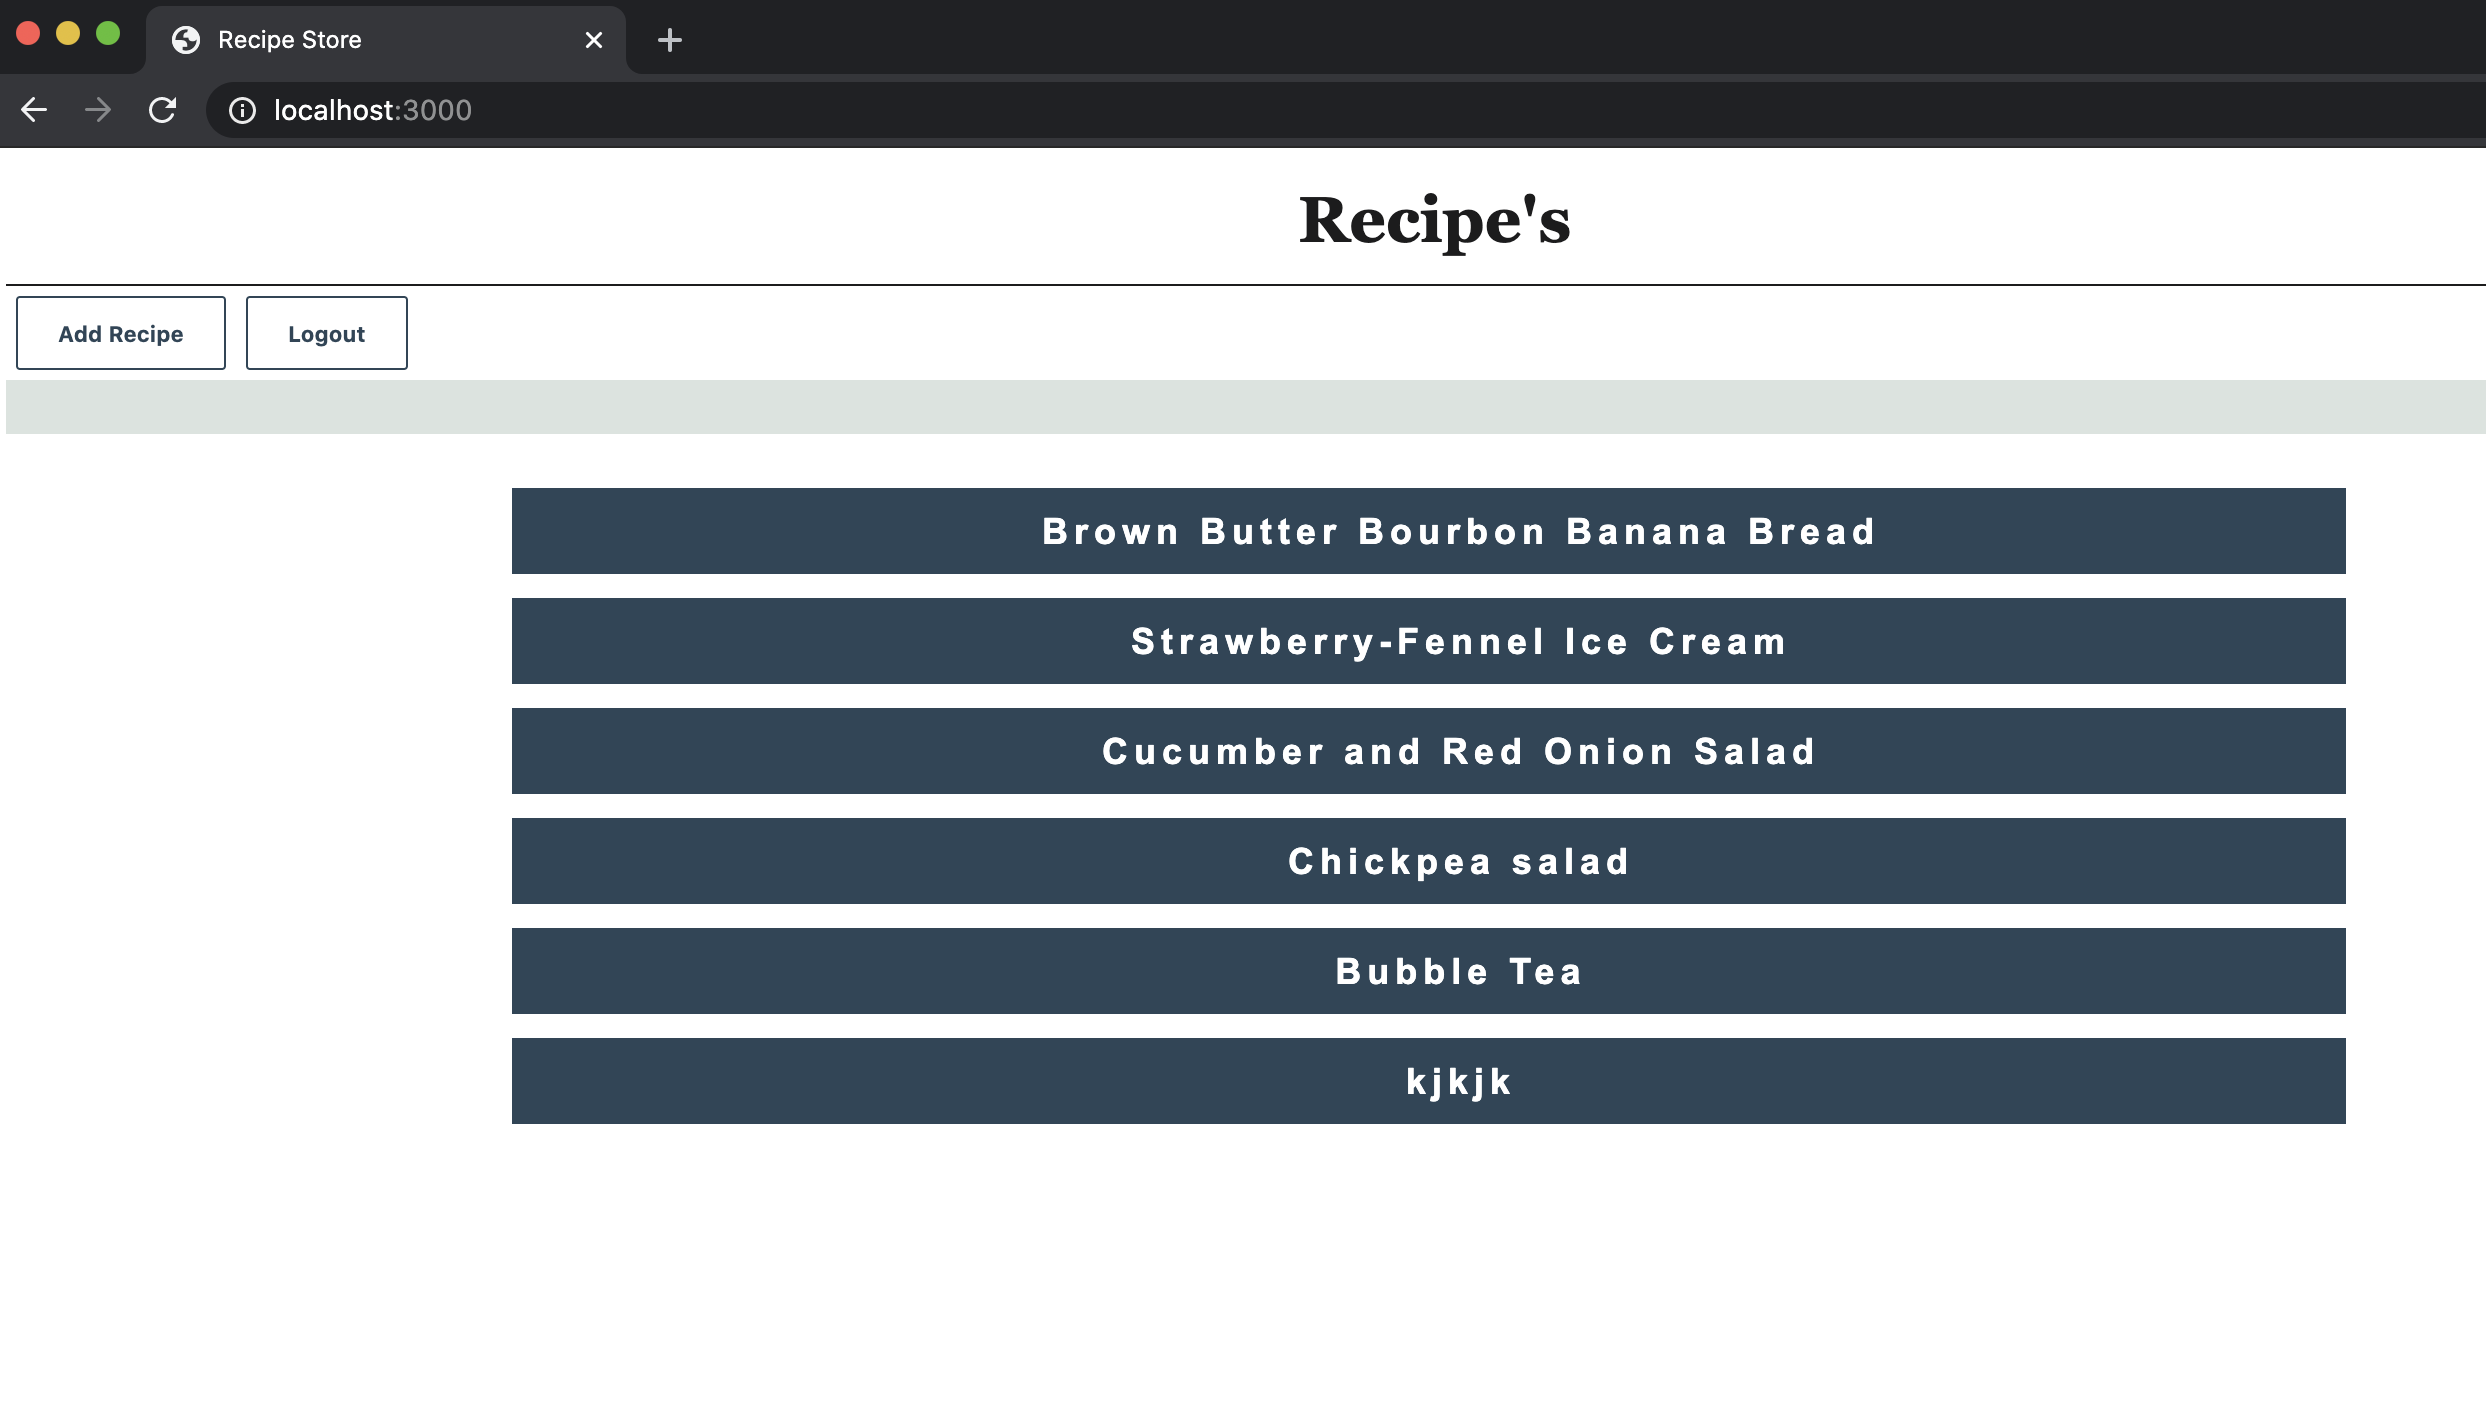 Recipe Store
localhost:3000
Recipe's
Add Recipe
Logout
Brown Butter Bourbon Banana Bread
Strawberry-Fennel Ice Cream
Cucumber and Red Onion Salad
Chickpea salad
Bubble Tea
kjkjk